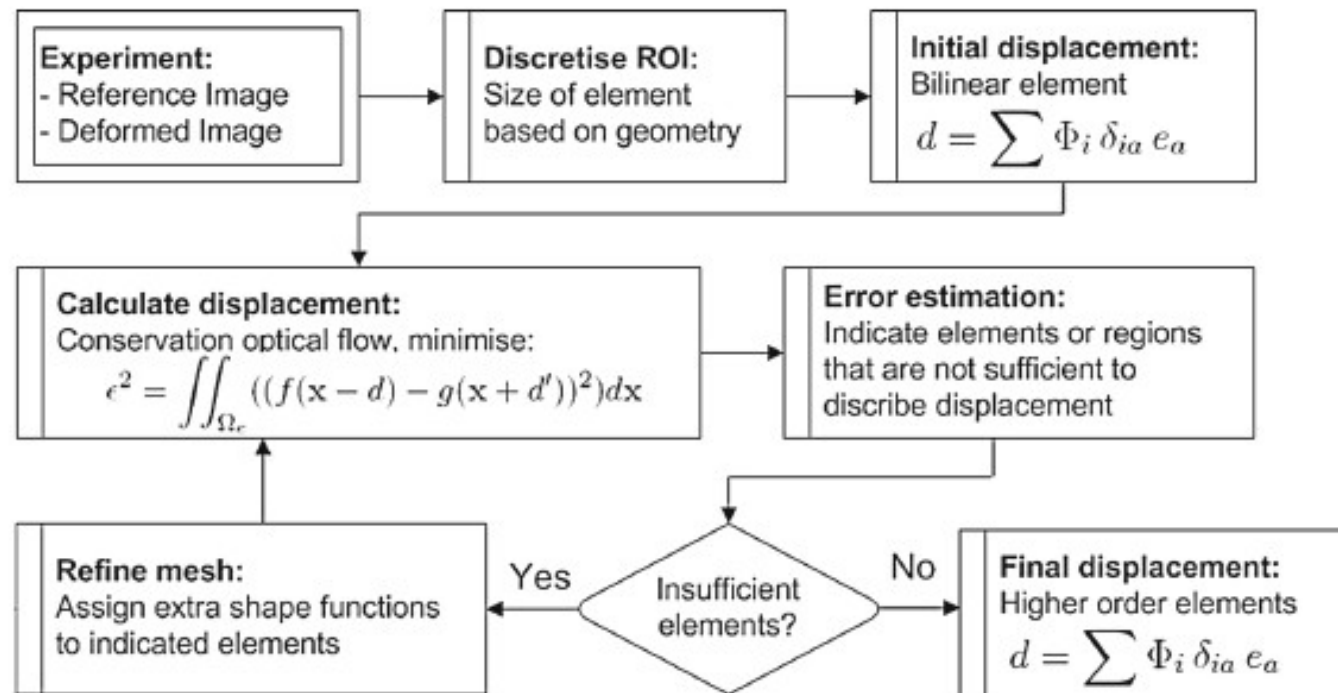 Experiment:
- Reference Image
- Deformed Image
Discretise ROI:
Size of element
based on geometry
Initial displacement:
Bilinear element
d = ∑ Φᵢ δᵢₐ eₐ
Calculate displacement:
Conservation optical flow, minimise:
ϵ² = ∬_Ωₑ ((f(x − d) − g(x + d′))²)dx
Error estimation:
Indicate elements or regions
that are not sufficient to
discribe displacement
Refine mesh:
Assign extra shape functions
to indicated elements
Yes
Insufficient
elements?
No
Final displacement:
Higher order elements
d = ∑ Φᵢ δᵢₐ eₐ